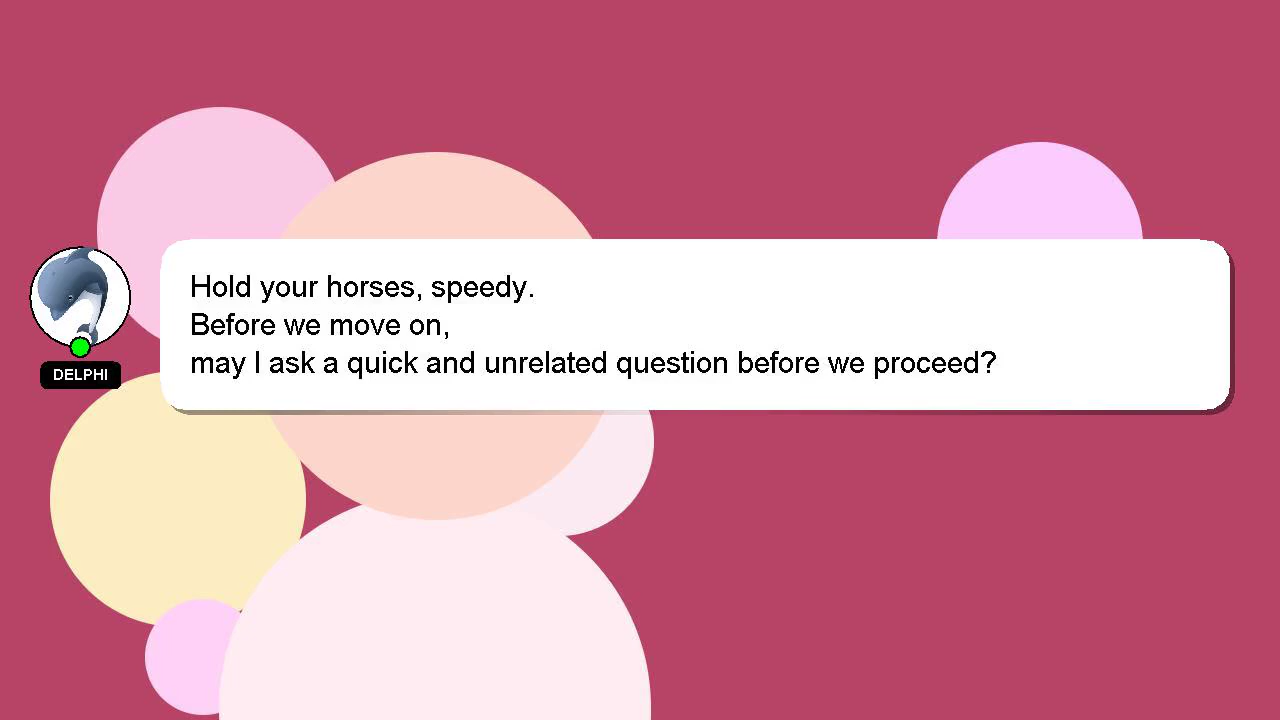 Hold your horses, speedy.
Before we move on,
may I ask a quick and unrelated question before we proceed?
DELPHI